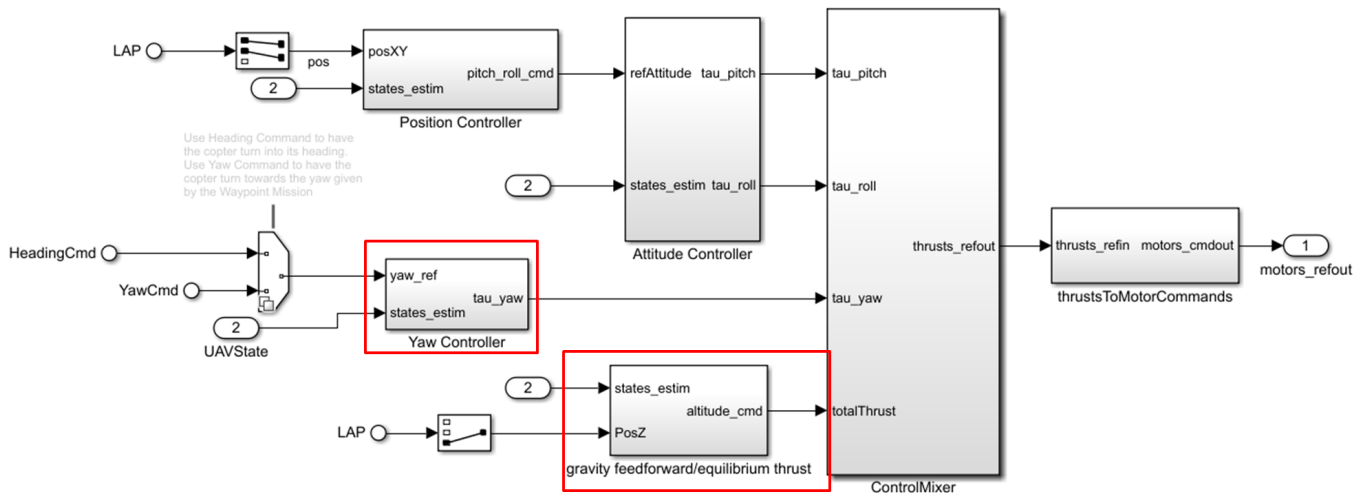 LAP
pos
posXY
pitch_roll_cmd
2
states_estim
Position Controller
refAttitude
tau_pitch
2
states_estim
tau_roll
Attitude Controller
tau_pitch
tau_roll
thrusts_refout
tau_yaw
totalThrust
ControlMixer
thrusts_refin
motors_cmdout
thrustsToMotorCommands
1
motors_refout
Use Heading Command to have
the copter turn into its heading.
Use Yaw Command to have the
copter turn towards the yaw given
by the Waypoint Mission
HeadingCmd
YawCmd
2
UAVState
yaw_ref
tau_yaw
states_estim
Yaw Controller
2
LAP
states_estim
altitude_cmd
PosZ
gravity feedforward/equilibrium thrust